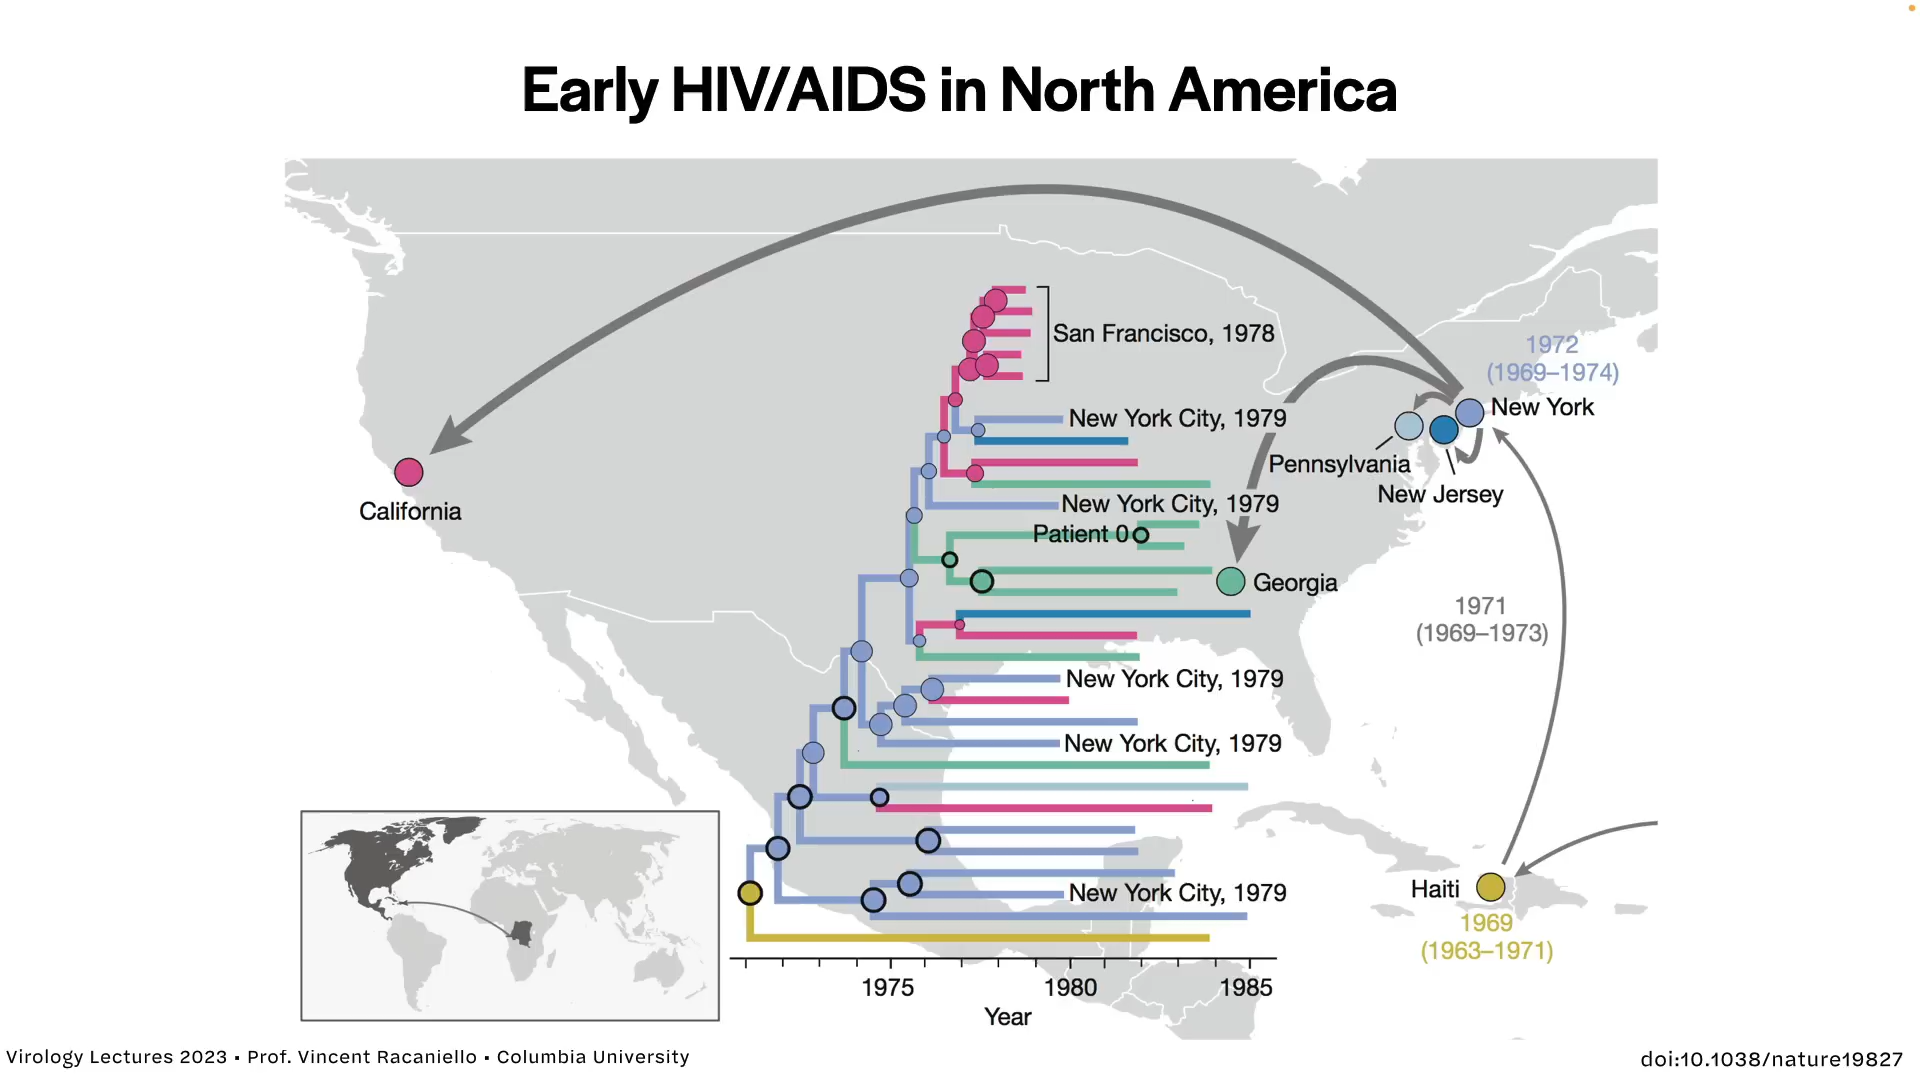 Early HIV/AIDS in North America
San Francisco, 1978
1972
(1969–1974)
New York
New York City, 1979
Pennsylvania
New Jersey
California
New York City, 1979
Patient 0
Georgia
1971
(1969–1973)
New York City, 1979
New York City, 1979
Haiti
New York City, 1979
1969
(1963–1971)
1975
1980
1985
Year
Virology Lectures 2023 • Prof. Vincent Racaniello • Columbia University
doi:10.1038/nature19827